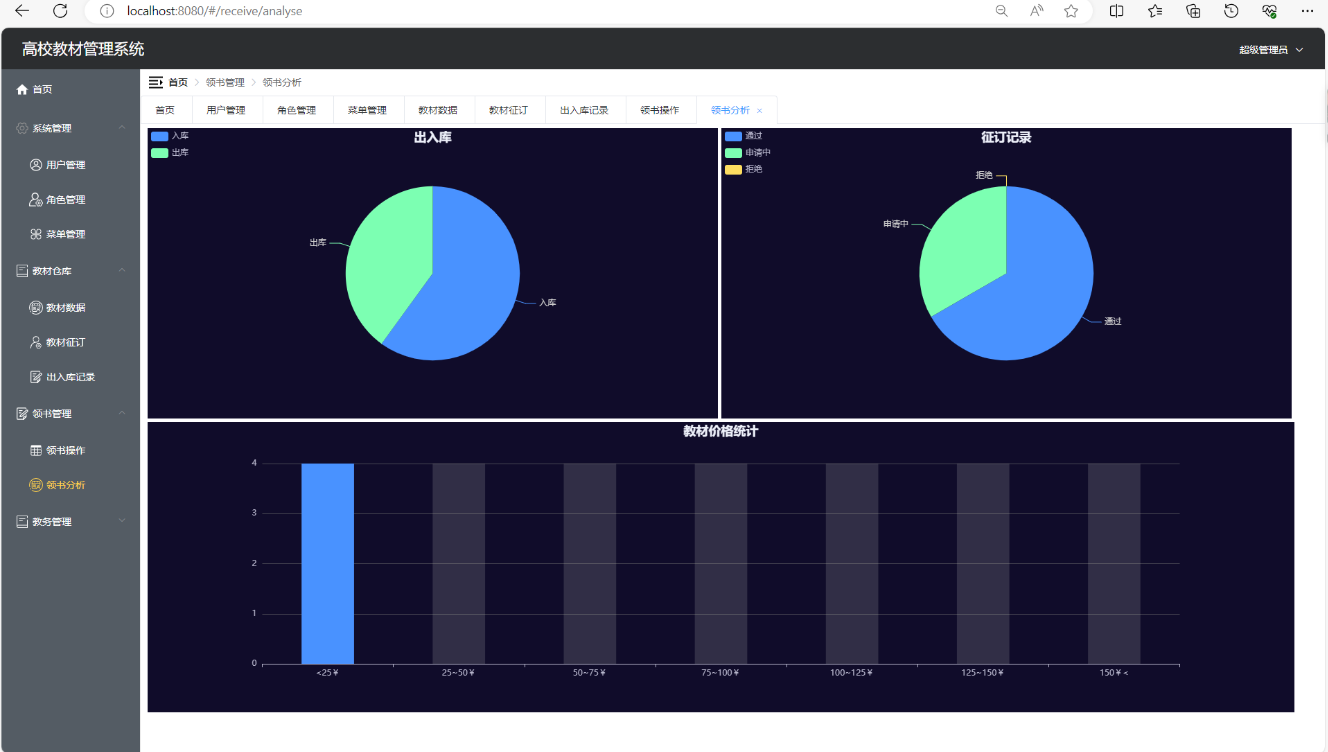 localhost:8080/#/receive/analyse
高校教材管理系统
超级管理员
首页
系统管理
用户管理
角色管理
菜单管理
教材仓库
教材数据
教材征订
出入库记录
领书管理
领书操作
领书分析
教务管理
首页 > 领书管理 > 领书分析
首页 用户管理 角色管理 菜单管理 教材数据 教材征订 出入库记录 领书操作 领书分析 ×
出入库
入库
出库
出库
入库
征订记录
通过
申请中
拒绝
拒绝
申请中
通过
教材价格统计
4
3
2
1
0
<25¥ 25~50¥ 50~75¥ 75~100¥ 100~125¥ 125~150¥ 150¥<